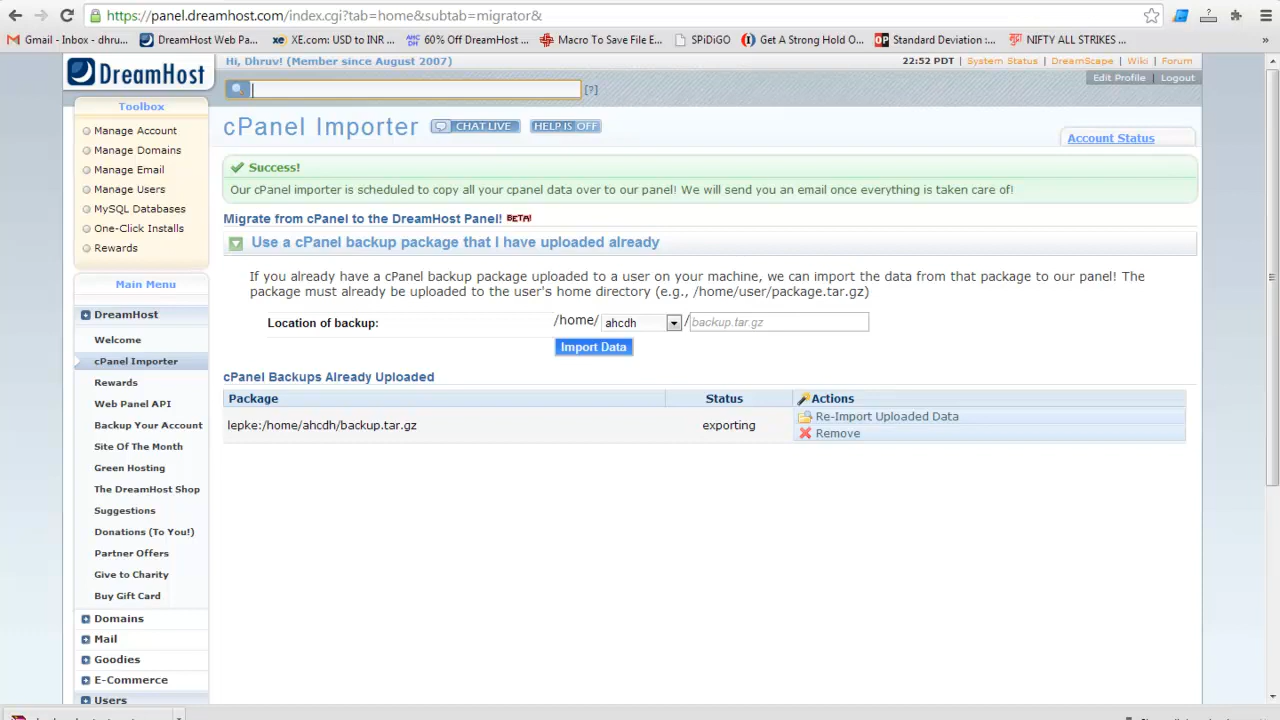 https://panel.dreamhost.com/index.cgi?tab=home&subtab=migrator&
Gmail - Inbox - dhru... DreamHost Web Pa... XE.com: USD to INR ... 60% Off DreamHost ... Macro To Save File E... SPiDiGO Get A Strong Hold O... Standard Deviation :... NIFTY ALL STRIKES ... »
DreamHost
Hi, Dhruv! (Member since August 2007)
22:52 PDT | System Status | DreamScape | Wiki | Forum
Edit Profile | Logout
[?]
Toolbox
Manage Account
Manage Domains
Manage Email
Manage Users
MySQL Databases
One-Click Installs
Rewards
Main Menu
DreamHost
Welcome
cPanel Importer
Rewards
Web Panel API
Backup Your Account
Site Of The Month
Green Hosting
The DreamHost Shop
Suggestions
Donations (To You!)
Partner Offers
Give to Charity
Buy Gift Card
Domains
Mail
Goodies
E-Commerce
Users
cPanel Importer CHAT LIVE HELP IS OFF
Account Status
Success!
Our cPanel importer is scheduled to copy all your cpanel data over to our panel! We will send you an email once everything is taken care of!
Migrate from cPanel to the DreamHost Panel! BETA!
Use a cPanel backup package that I have uploaded already
If you already have a cPanel backup package uploaded to a user on your machine, we can import the data from that package to our panel! The
package must already be uploaded to the user's home directory (e.g., /home/user/package.tar.gz)
Location of backup: /home/ ahcdh / backup.tar.gz
Import Data
cPanel Backups Already Uploaded
Package Status Actions
lepke:/home/ahcdh/backup.tar.gz exporting Re-Import Uploaded Data
Remove